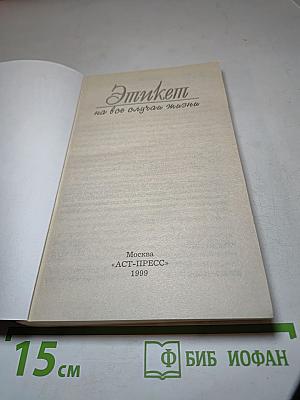 Этикет
на все случаи жизни
Москва
«АСТ-ПРЕСС»
1999
15 см
Ф БИБ ИОФАН